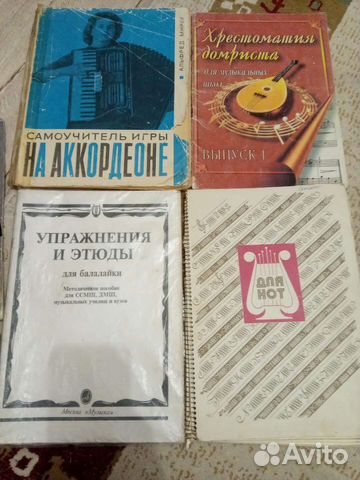 АЛЬФРЕД МИРЕК
САМОУЧИТЕЛЬ ИГРЫ
НА АККОРДЕОНЕ
Хрестоматия
домриста
для музыкальных
школ
ВЫПУСК 1
УПРАЖНЕНИЯ
И ЭТЮДЫ
для балалайки
Методическое пособие
для ССМШ, ДМШ,
музыкальных училищ и вузов
Москва «Музыка»
ДЛЯ
НОТ
Avito